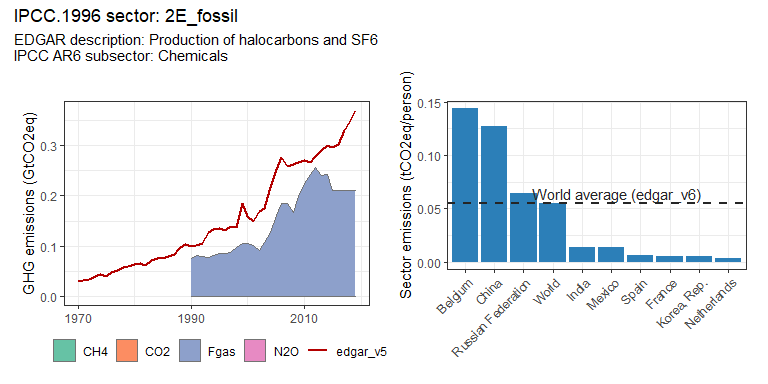 IPCC.1996 sector: 2E_fossil
EDGAR description: Production of halocarbons and SF6
IPCC AR6 subsector: Chemicals
GHG emissions (GtCO2eq)
0.3
0.2
0.1
0.0
1970
1990
2010
CH4
CO2
Fgas
N2O
edgar_v5
Sector emissions (tCO2eq/person)
0.15
0.10
0.05
0.00
World average (edgar_v6)
Belgium
China
Russian Federation
World
India
Mexico
Spain
France
Korea, Rep.
Netherlands